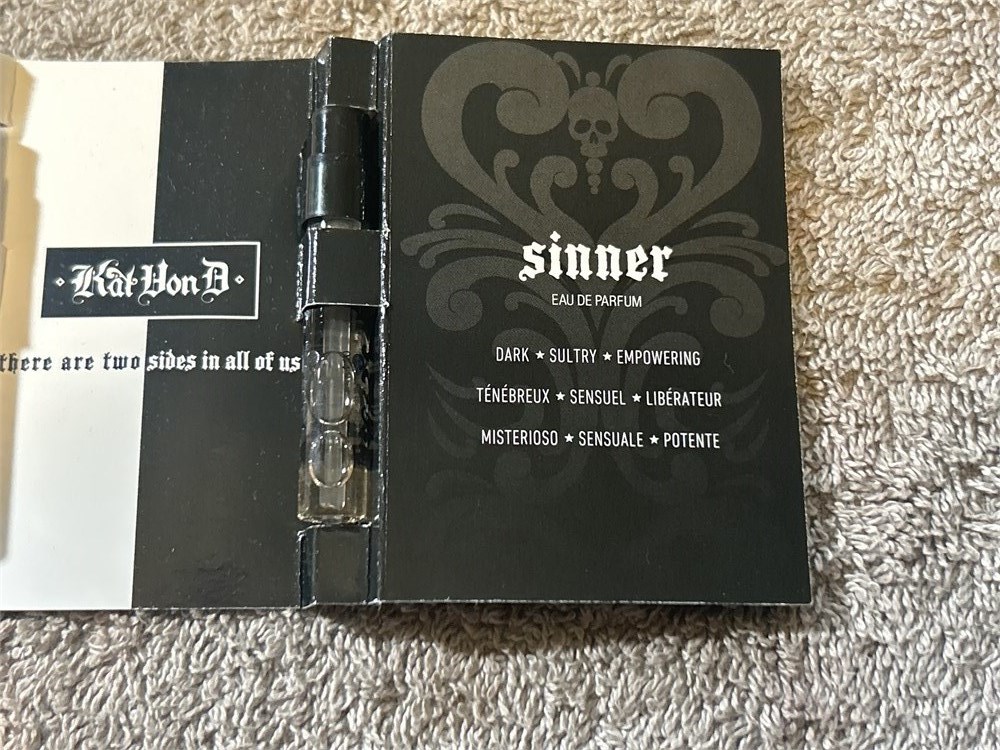 ·Kat Von D·
there are two sides in all of us
sinner
EAU DE PARFUM
DARK ★ SULTRY ★ EMPOWERING
TÉNÉBREUX ★ SENSUEL ★ LIBÉRATEUR
MISTERIOSO ★ SENSUALE ★ POTENTE